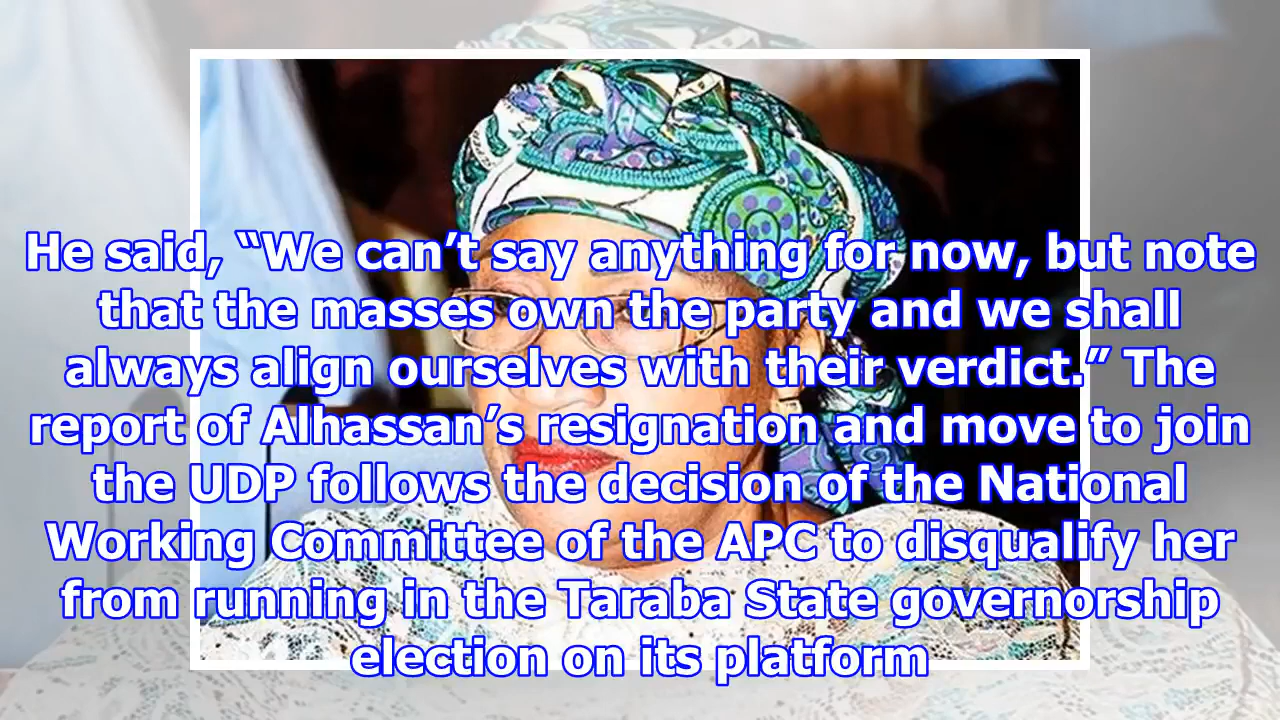 He said, “We can’t say anything for now, but note
that the masses own the party and we shall
always align ourselves with their verdict.” The
report of Alhassan’s resignation and move to join
the UDP follows the decision of the National
Working Committee of the APC to disqualify her
from running in the Taraba State governorship
election on its platform